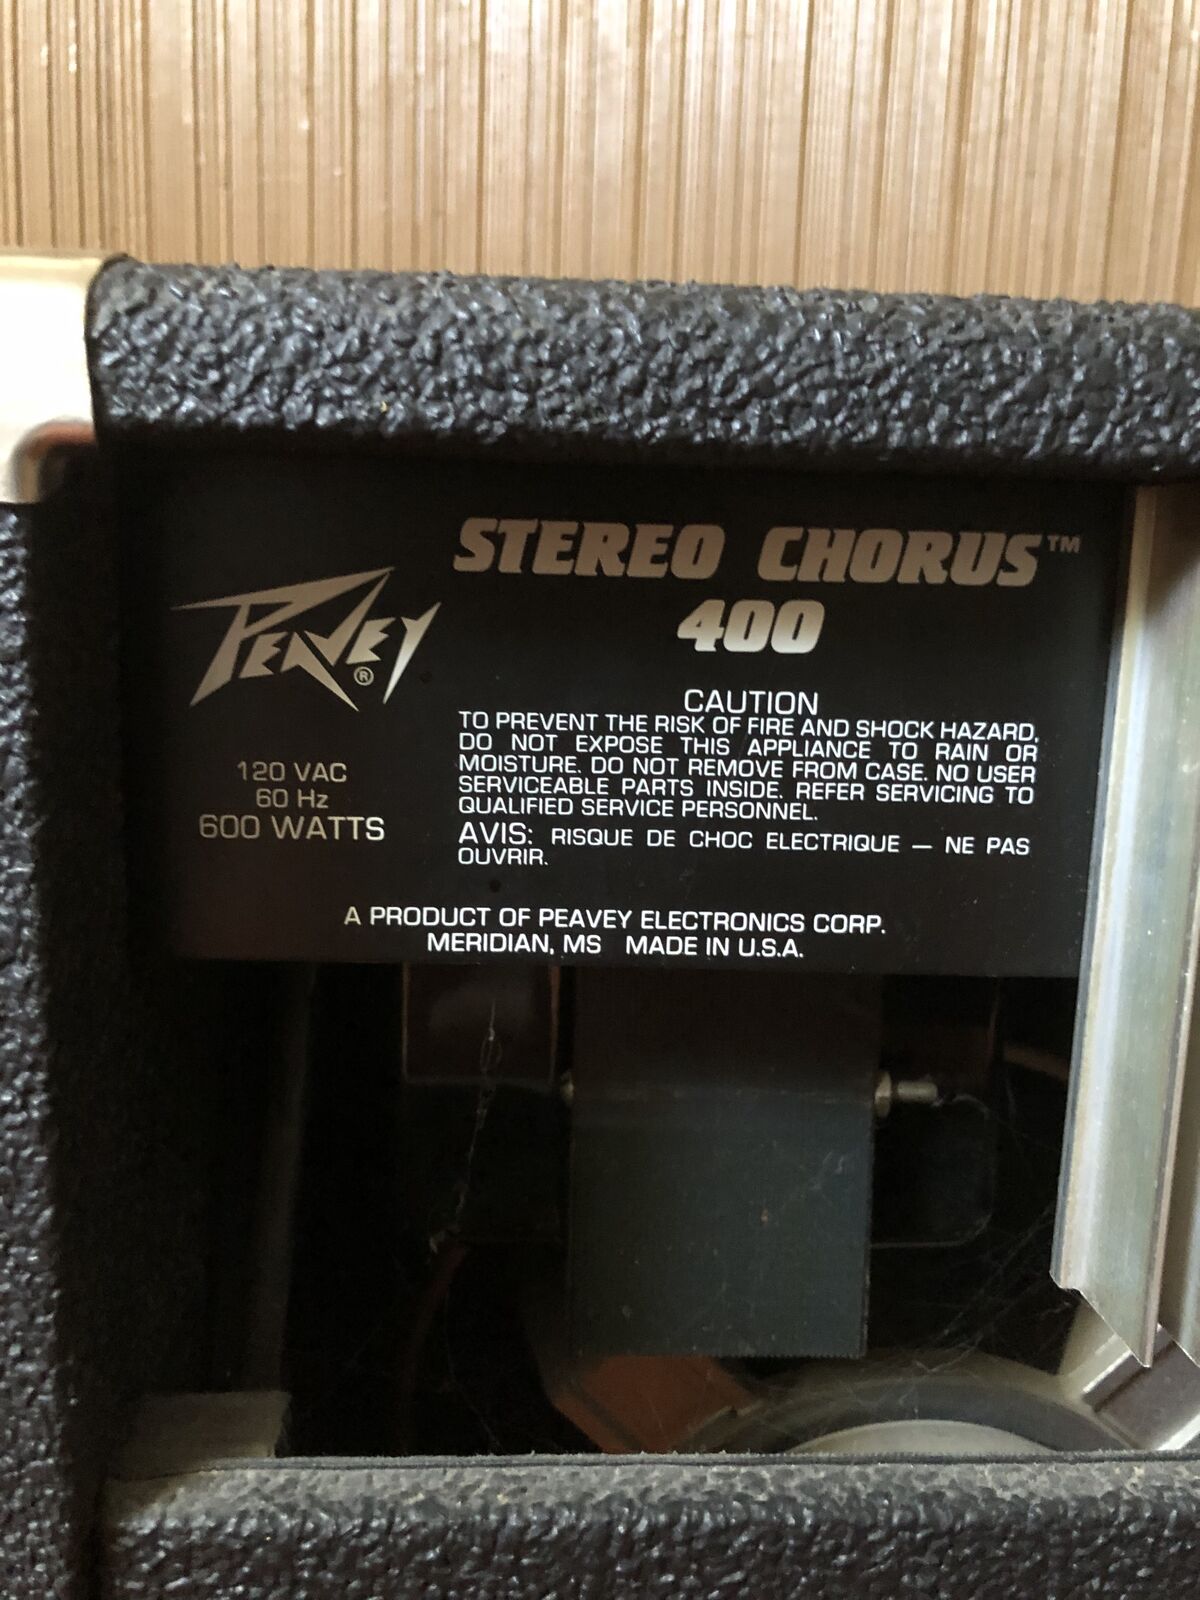 STEREO CHORUS™
400
PEAVEY®
120 VAC
60 Hz
600 WATTS
CAUTION
TO PREVENT THE RISK OF FIRE AND SHOCK HAZARD,
DO NOT EXPOSE THIS APPLIANCE TO RAIN OR
MOISTURE. DO NOT REMOVE FROM CASE. NO USER
SERVICEABLE PARTS INSIDE. REFER SERVICING TO
QUALIFIED SERVICE PERSONNEL.
AVIS: RISQUE DE CHOC ELECTRIQUE — NE PAS
OUVRIR.
A PRODUCT OF PEAVEY ELECTRONICS CORP.
MERIDIAN, MS MADE IN U.S.A.